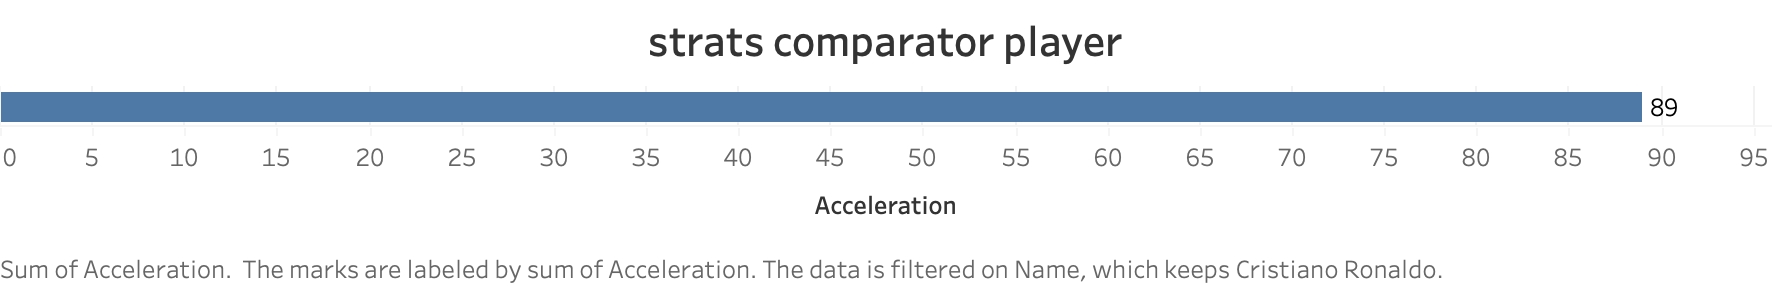 strats comparator player
89
0 5 10 15 20 25 30 35 40 45 50 55 60 65 70 75 80 85 90 95
Acceleration
Sum of Acceleration.  The marks are labeled by sum of Acceleration. The data is filtered on Name, which keeps Cristiano Ronaldo.